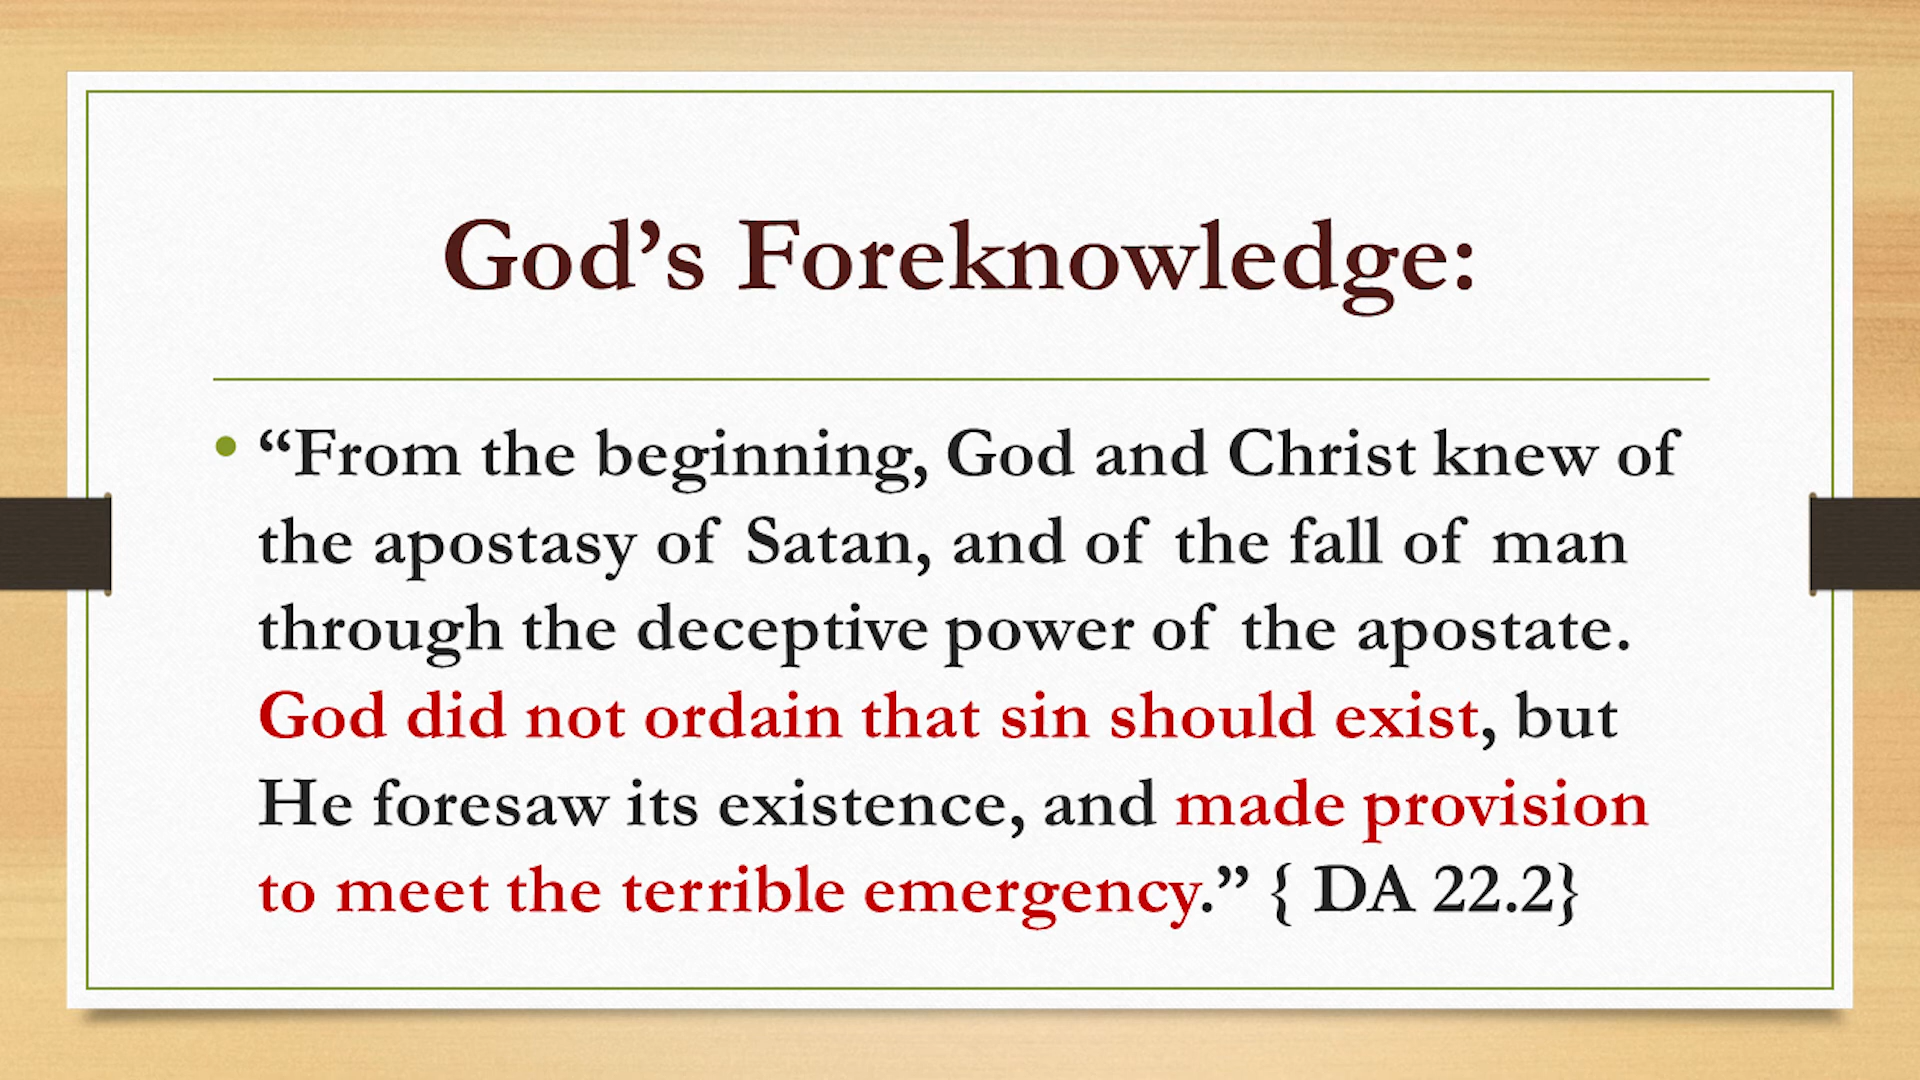 God’s Foreknowledge:
• “From the beginning, God and Christ knew of
the apostasy of Satan, and of the fall of man
through the deceptive power of the apostate.
God did not ordain that sin should exist, but
He foresaw its existence, and made provision
to meet the terrible emergency.” { DA 22.2}